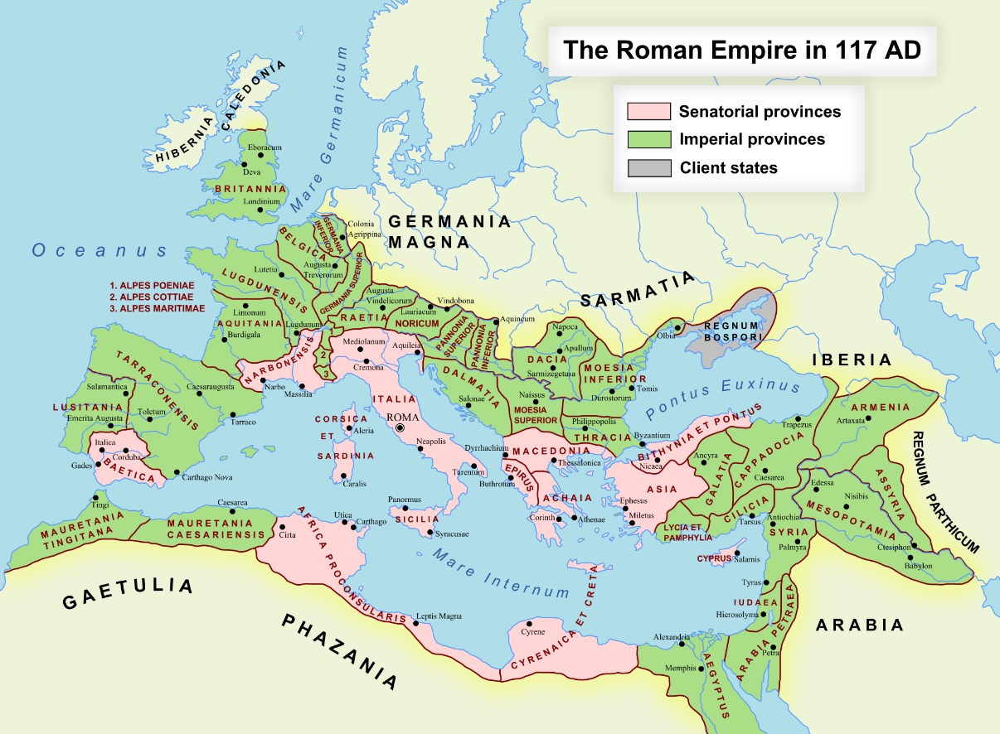 The Roman Empire in 117 AD
Senatorial provinces
Imperial provinces
Client states
CALEDONIA
HIBERNIA
Mare Germanicum
Eboracum
Deva
BRITANNIA
Londinium
Oceanus
GERMANIA
MAGNA
SARMATIA
1. ALPES POENIAE
2. ALPES COTTIAE
3. ALPES MARITIMAE
GERMANIA
INFERIOR
Colonia
Agrippina
BELGICA
Augusta
Treverorum
Lutetia
LUGDUNENSIS
GERMANIA SUPERIOR
Augusta
Vindelicorum
Limonum
AQUITANIA
Burdigala
Lugdunum
RAETIA
Lauriacum
NORICUM
Vindobona
Aquincum
PANNONIA
SUPERIOR
PANNONIA
INFERIOR
1
2
3
NARBONENSIS
Narbo
Massilia
Mediolanum
Cremona
Aquileia
ITALIA
ROMA
Neapolis
Tarentum
DALMATIA
Salonae
Napoca
Apullum
DACIA
Sarmizegetusa
MOESIA
INFERIOR
Durostorum
Tomis
Naissus
MOESIA
SUPERIOR
Philippopolis
THRACIA
Byzantium
Olbia
REGNUM
BOSPORI
Pontus Euxinus
IBERIA
TARRACONENSIS
Salamantica
Caesaraugusta
LUSITANIA
Toletum
Emerita Augusta
Tarraco
Italica
Corduba
Gades
BAETICA
Carthago Nova
CORSICA
ET
SARDINIA
Aleria
Caralis
Dyrrhachium
MACEDONIA
Thessalonica
EPIRUS
Buthrotum
ACHAIA
Corinth
Athenae
BITHYNIA ET PONTUS
Nicaea
Trapezus
ARMENIA
Artaxata
Ancyra
GALATIA
CAPADOCIA
Caesarea
ASIA
Ephesus
Miletus
LYCIA ET
PAMPHYLIA
CILICIA
Tarsus
Antiochia
SYRIA
Palmyra
Edessa
Nisibis
MESOPOTAMIA
ASSYRIA
Ctesiphon
Babylon
REGNUM PARTHICUM
Tingi
MAURETANIA
TINGITANA
Caesarea
MAURETANIA
CAESARIENSIS
Cirta
Utica
Carthago
AFRICA PROCONSULARIS
Panormus
SICILIA
Syracusae
Mare Internum
CYPRUS
Salamis
Tyrus
IUDAEA
Hierosolyma
ARABIA PETRAEA
Petra
ARABIA
GAETULIA
PHAZANIA
Leptis Magna
Cyrene
CYRENAICA ET CRETA
Alexandria
Memphis
AEGYPTUS